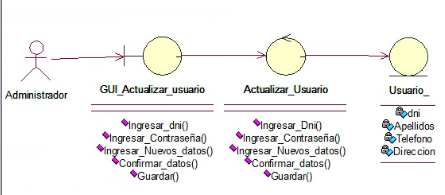 Administrador
GUI_Actualizar_usuario
Ingresar_dni()
Ingresar_Contraseña()
Ingresar_Nuevos_datos()
Confirmar_datos()
Guardar()
Actualizar_Usuario
Ingresar_Dni()
Ingresar_Contraseña()
Ingresar_Nuevos_datos()
Confirmar_datos()
Guardar()
Usuario_
dni
Apellidos
Telefono
Direccion